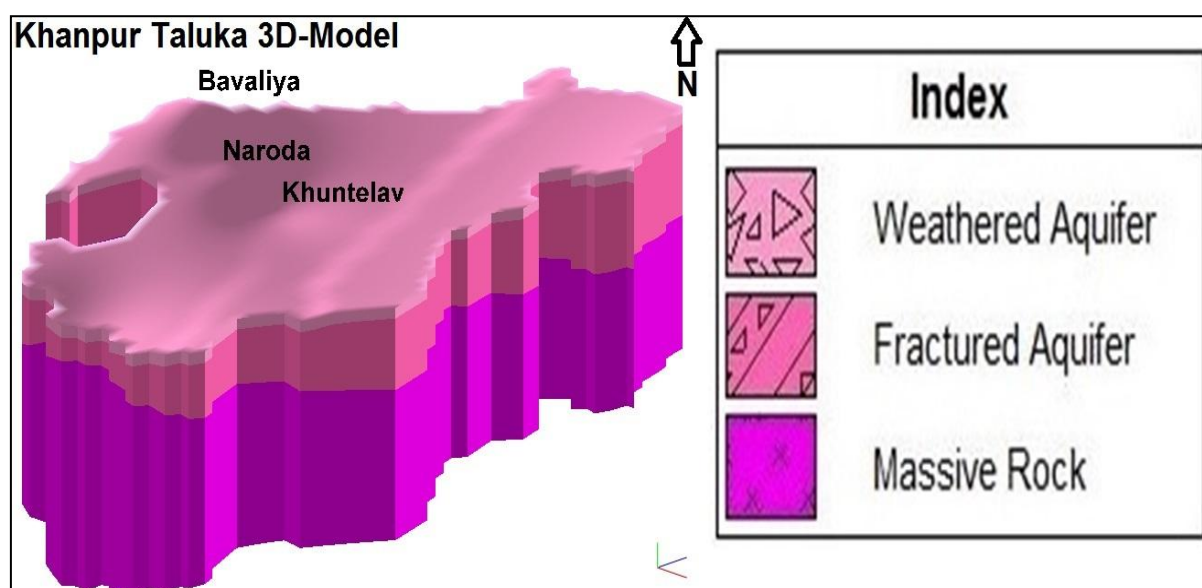 Khanpur Taluka 3D-Model
Bavaliya
Naroda
Khuntelav
N
Index
Weathered Aquifer
Fractured Aquifer
Massive Rock